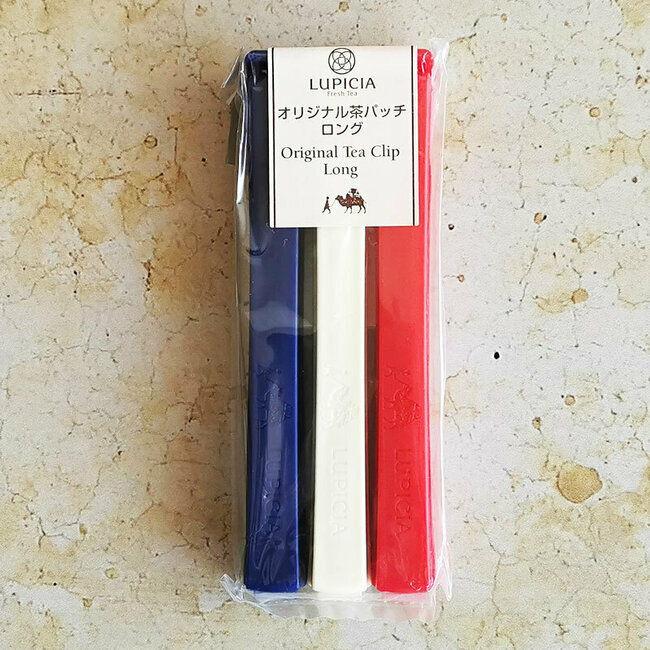 LUPICIA
Fresh Tea
オリジナル茶パッチ
ロング
Original Tea Clip
Long
LUPICIA
LUPICIA
LUPICIA